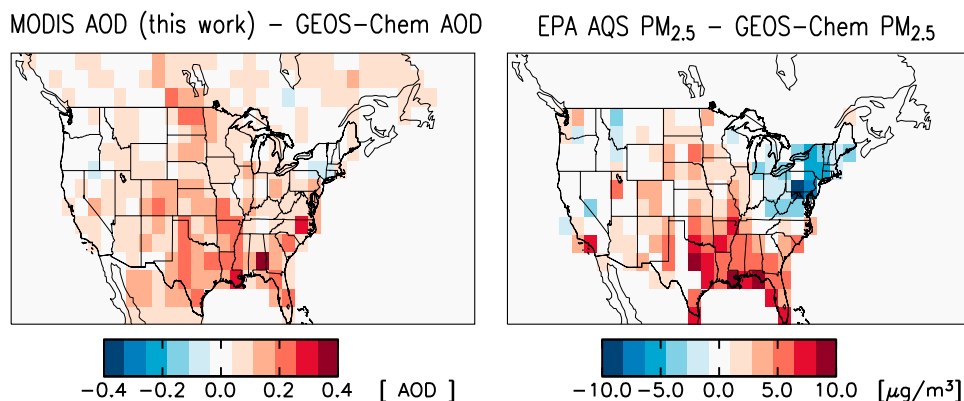 MODIS AOD (this work) − GEOS−Chem AOD
EPA AQS PM2.5 − GEOS−Chem PM2.5
−0.4 −0.2 0.0 0.2 0.4 [ AOD ]
−10.0 −5.0 0.0 5.0 10.0 [μg/m³]